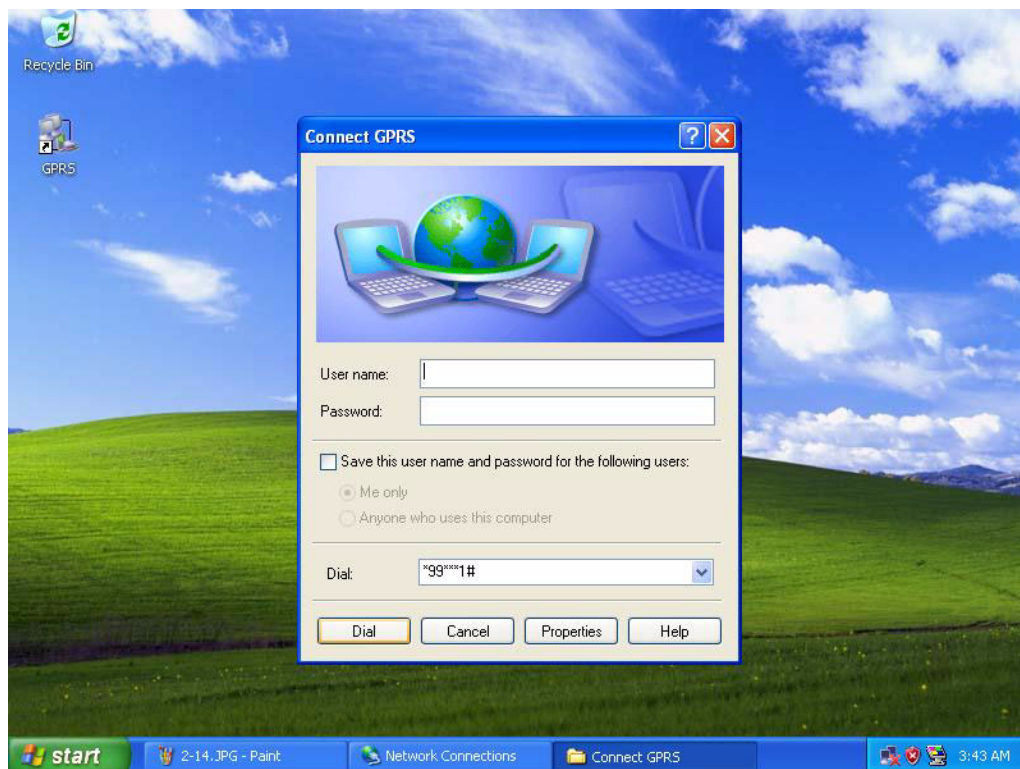 Recycle Bin
GPRS
Connect GPRS
User name:
Password:
Save this user name and password for the following users:
Me only
Anyone who uses this computer
Dial:
*99***1#
Dial
Cancel
Properties
Help
start
2-14.JPG - Paint
Network Connections
Connect GPRS
3:43 AM